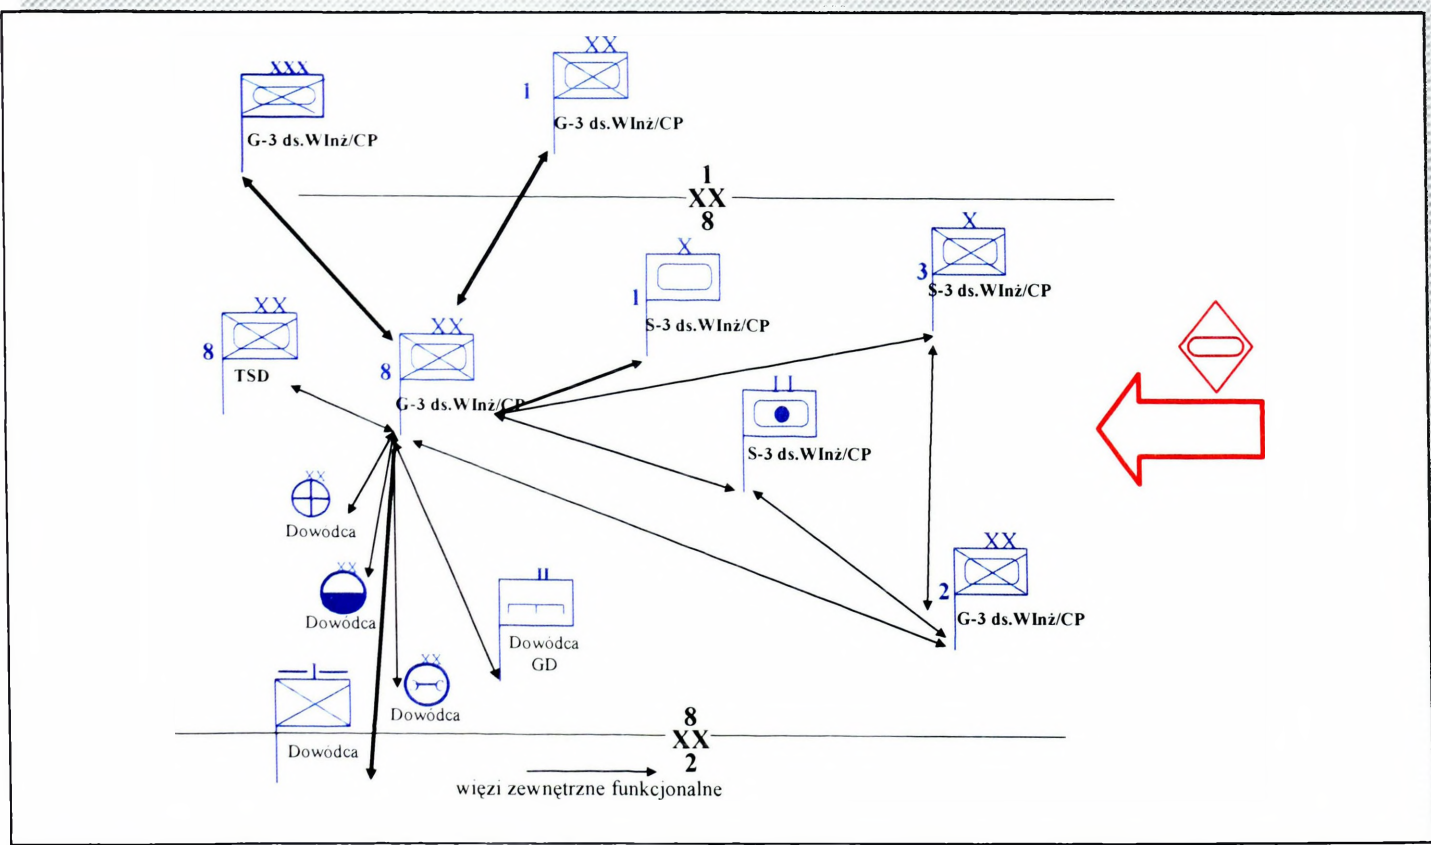 XXX
G-3 ds.WInż/CP
XX
1
G-3 ds.WInż/CP
1
XX
8
X
1
S-3 ds.WInż/CP
X
3
S-3 ds.WInż/CP
XX
8
TSD
XX
8
G-3 ds.WInż/CP
II
S-3 ds.WInż/CP
XX
Dowódca
XX
Dowódca
II
Dowódca
GD
XX
2
G-3 ds.WInż/CP
XX
Dowódca
I
Dowódca
8
XX
2
więzi zewnętrzne funkcjonalne